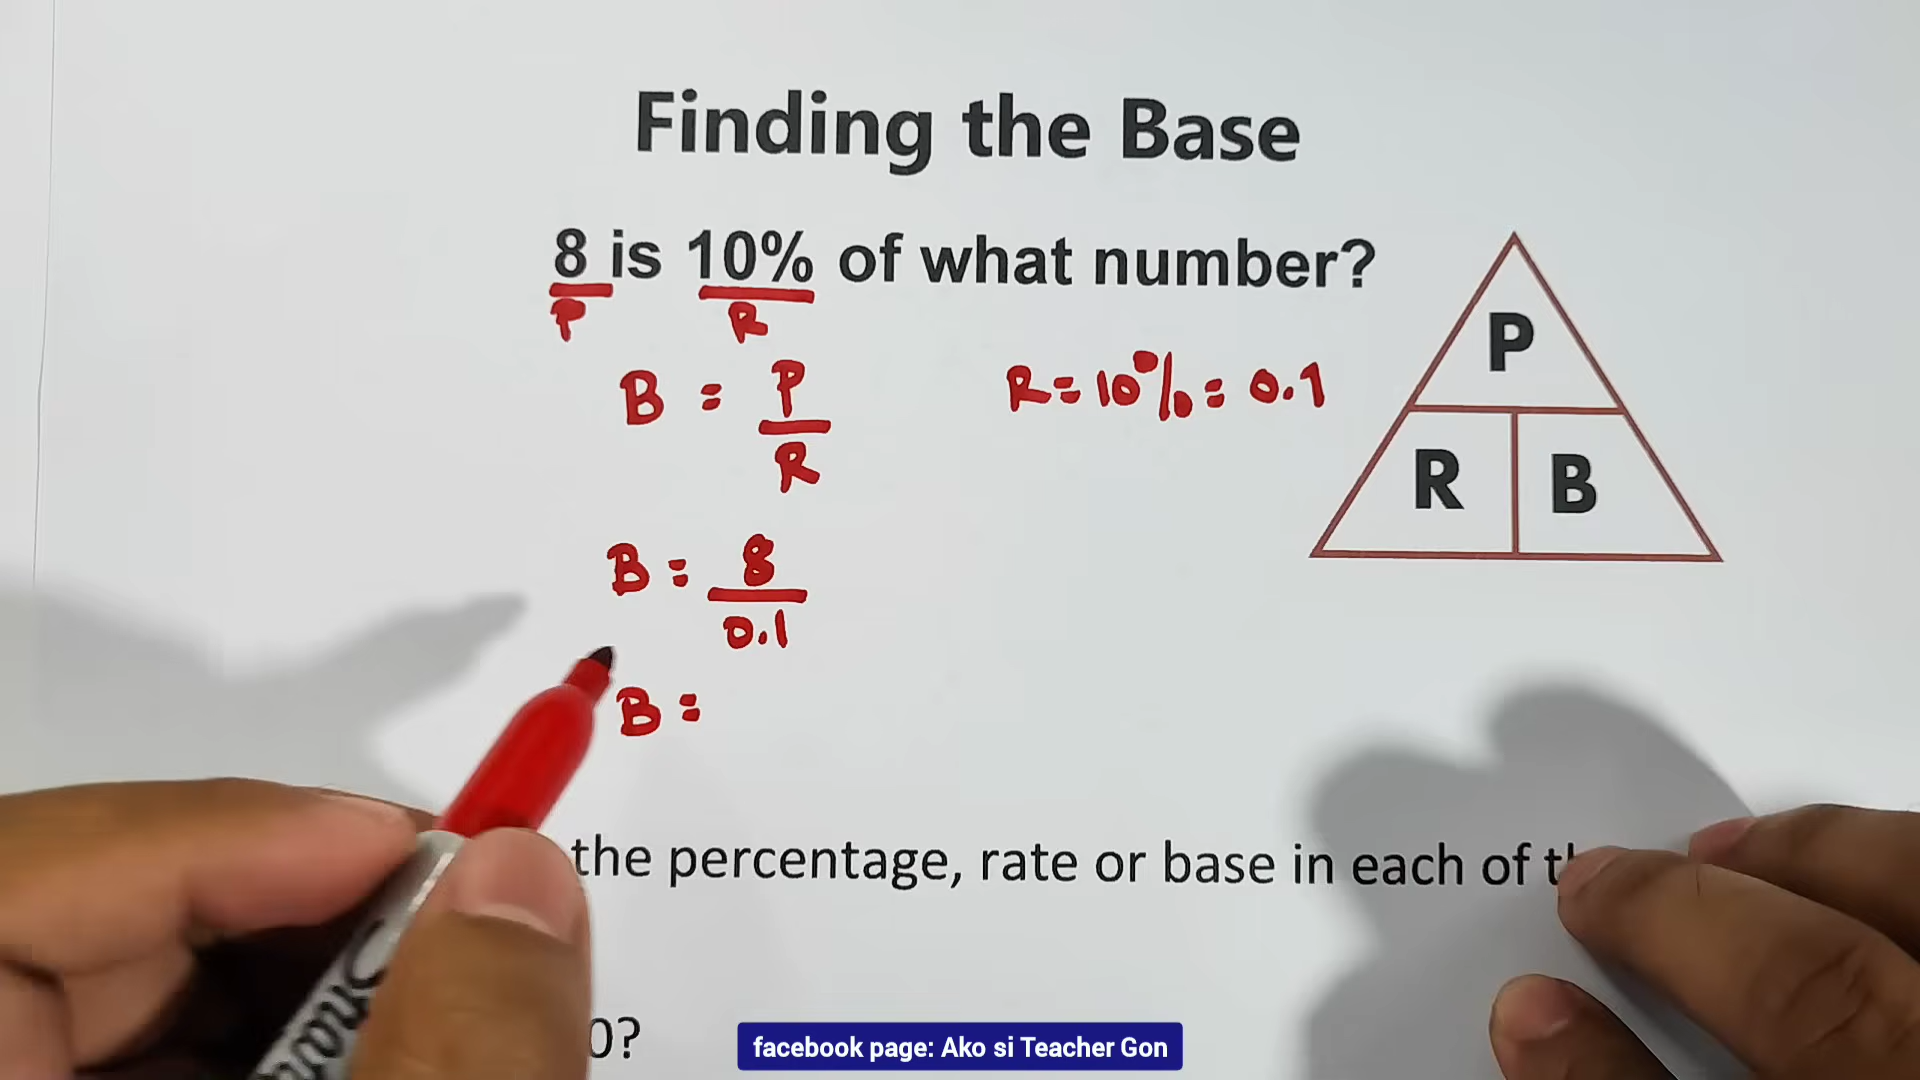 Finding the Base
8 is 10% of what number?
P R
B = P/R
R = 10% = 0.1
P
R B
B = 8/0.1
B =
the percentage, rate or base in each of
0?
facebook page: Ako si Teacher Gon